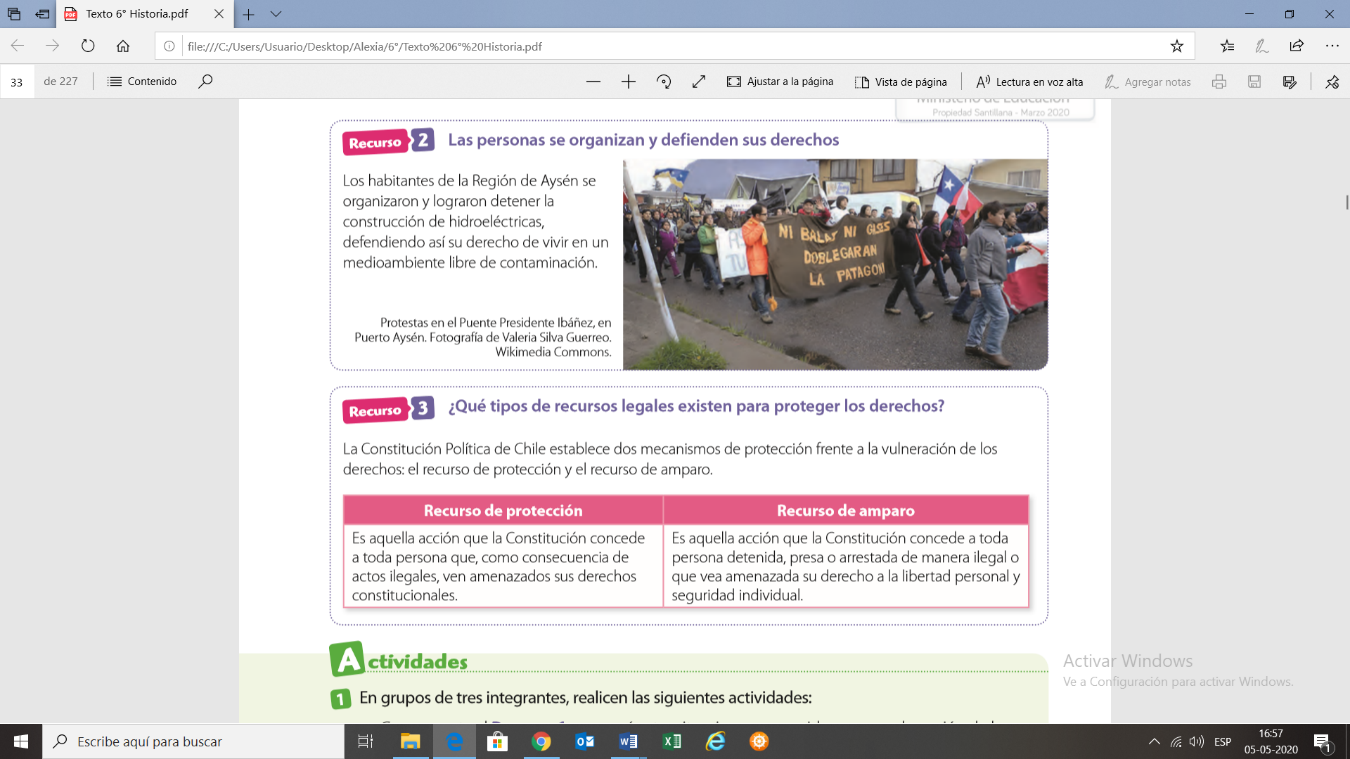 Texto 6° Historia.pdf
file:///C:/Users/Usuario/Desktop/Alexia/6°/Texto%206°%20Historia.pdf
33 de 227 Contenido Ajustar a la página Vista de página Lectura en voz alta Agregar notas
Ministerio de Educación
Propiedad Santillana - Marzo 2020
Recurso 2 Las personas se organizan y defienden sus derechos
Los habitantes de la Región de Aysén se
organizaron y lograron detener la
construcción de hidroeléctricas,
defendiendo así su derecho de vivir en un
medioambiente libre de contaminación.
Protestas en el Puente Presidente Ibáñez, en
Puerto Aysén. Fotografía de Valeria Silva Guerreo.
Wikimedia Commons.
NI BALAS NI
DOBLEGARAN
LA PATAGONI
Recurso 3 ¿Qué tipos de recursos legales existen para proteger los derechos?
La Constitución Política de Chile establece dos mecanismos de protección frente a la vulneración de los
derechos: el recurso de protección y el recurso de amparo.
Recurso de protección
Es aquella acción que la Constitución concede
a toda persona que, como consecuencia de
actos ilegales, ven amenazados sus derechos
constitucionales.
Recurso de amparo
Es aquella acción que la Constitución concede a toda
persona detenida, presa o arrestada de manera ilegal o
que vea amenazada su derecho a la libertad personal y
seguridad individual.
Actividades
1 En grupos de tres integrantes, realicen las siguientes actividades:
Activar Windows
Ve a Configuración para activar Windows.
Escribe aquí para buscar
ESP
16:57
05-05-2020
1